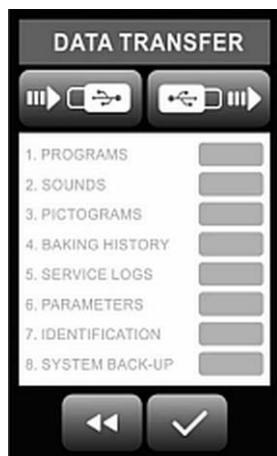 DATA TRANSFER
1. PROGRAMS
2. SOUNDS
3. PICTOGRAMS
4. BAKING HISTORY
5. SERVICE LOGS
6. PARAMETERS
7. IDENTIFICATION
8. SYSTEM BACK-UP